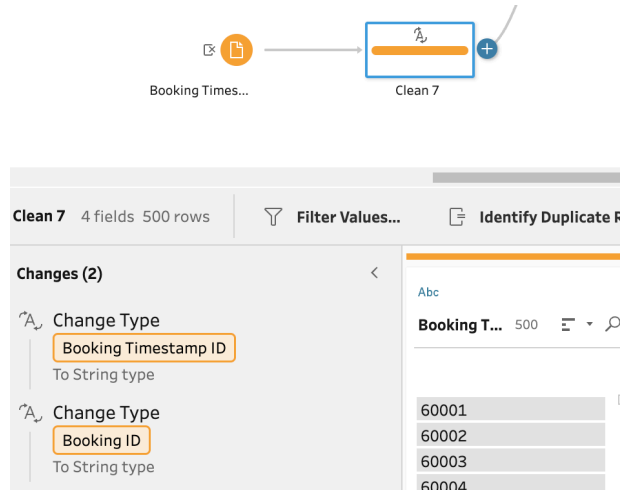 Booking Times...
Clean 7
Clean 7 4 fields 500 rows Filter Values... Identify Duplicate R
Changes (2)
Change Type
Booking Timestamp ID
To String type
Change Type
Booking ID
To String type
Abc
Booking T... 500
60001
60002
60003
60004